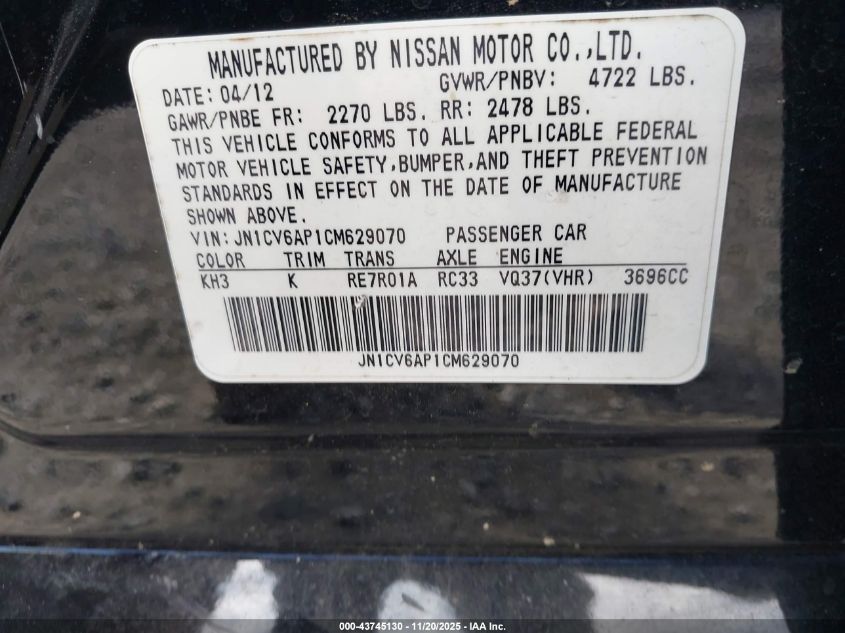 MANUFACTURED BY NISSAN MOTOR CO.,LTD.
DATE: 04/12 GVWR/PNBV: 4722 LBS.
GAWR/PNBE FR: 2270 LBS. RR: 2478 LBS.
THIS VEHICLE CONFORMS TO ALL APPLICABLE FEDERAL
MOTOR VEHICLE SAFETY,BUMPER,AND THEFT PREVENTION
STANDARDS IN EFFECT ON THE DATE OF MANUFACTURE
SHOWN ABOVE.
VIN: JN1CV6AP1CM629070 PASSENGER CAR
COLOR TRIM TRANS AXLE ENGINE
KH3 K RE7R01A RC33 VQ37(VHR) 3696CC
JN1CV6AP1CM629070
000-43745130 - 11/20/2025 - IAA Inc.